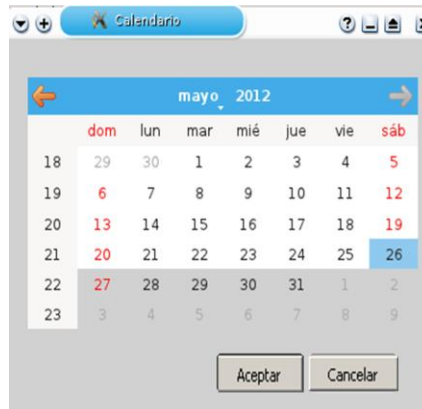 Calendario ?
mayo 2012
dom lun mar mié jue vie sáb
18 29 30 1 2 3 4 5
19 6 7 8 9 10 11 12
20 13 14 15 16 17 18 19
21 20 21 22 23 24 25 26
22 27 28 29 30 31 1 2
23 3 4 5 6 7 8 9
Aceptar Cancelar